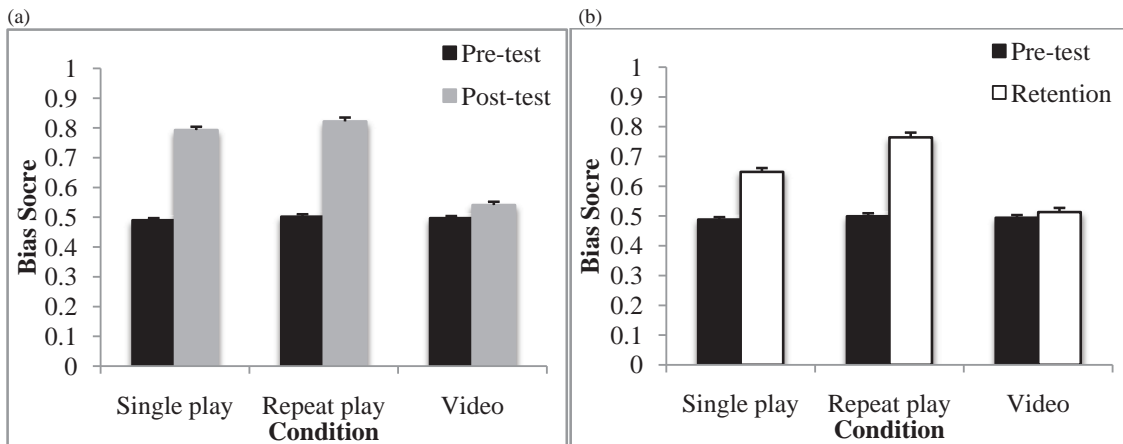 (a)
Pre-test
Post-test
1
0.9
0.8
0.7
0.6
0.5
0.4
0.3
0.2
0.1
0
Bias Socre
Single play Repeat play Video
Condition
(b)
Pre-test
Retention
1
0.9
0.8
0.7
0.6
0.5
0.4
0.3
0.2
0.1
0
Bias Socre
Single play Repeat play Video
Condition